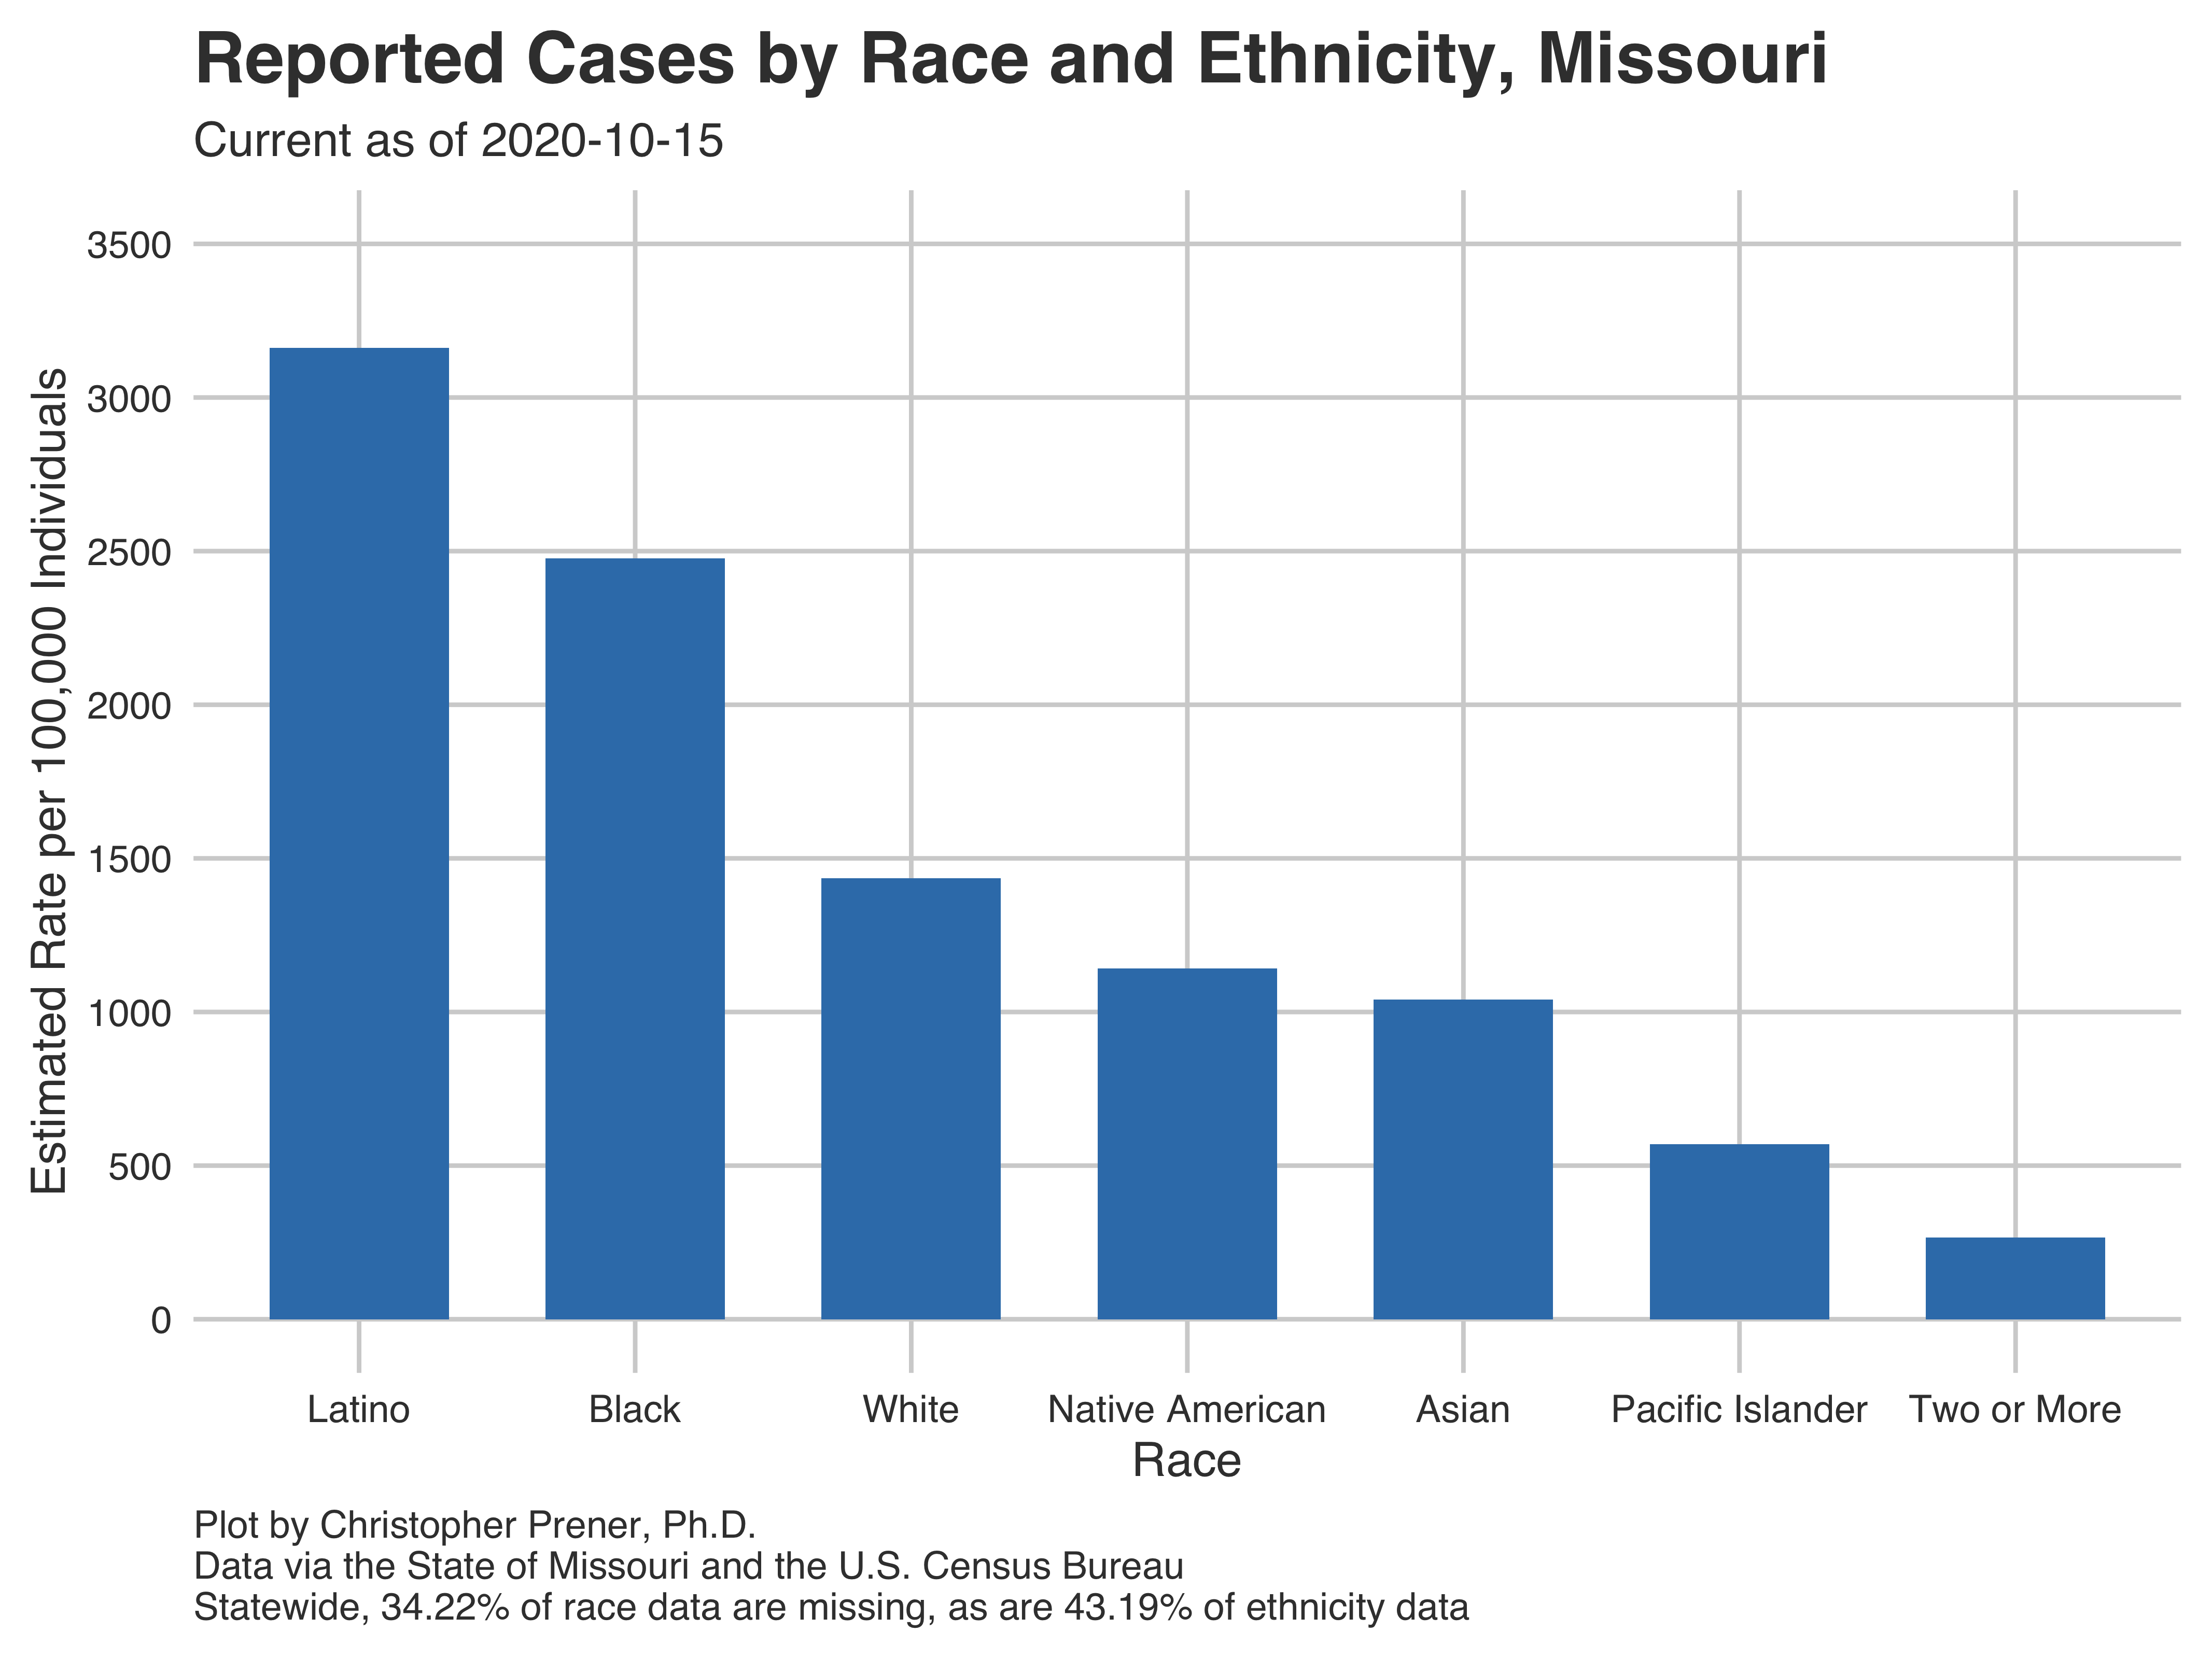 Reported Cases by Race and Ethnicity, Missouri
Current as of 2020-10-15
Estimated Rate per 100,000 Individuals
3500
3000
2500
2000
1500
1000
500
0
Latino Black White Native American Asian Pacific Islander Two or More
Race
Plot by Christopher Prener, Ph.D.
Data via the State of Missouri and the U.S. Census Bureau
Statewide, 34.22% of race data are missing, as are 43.19% of ethnicity data